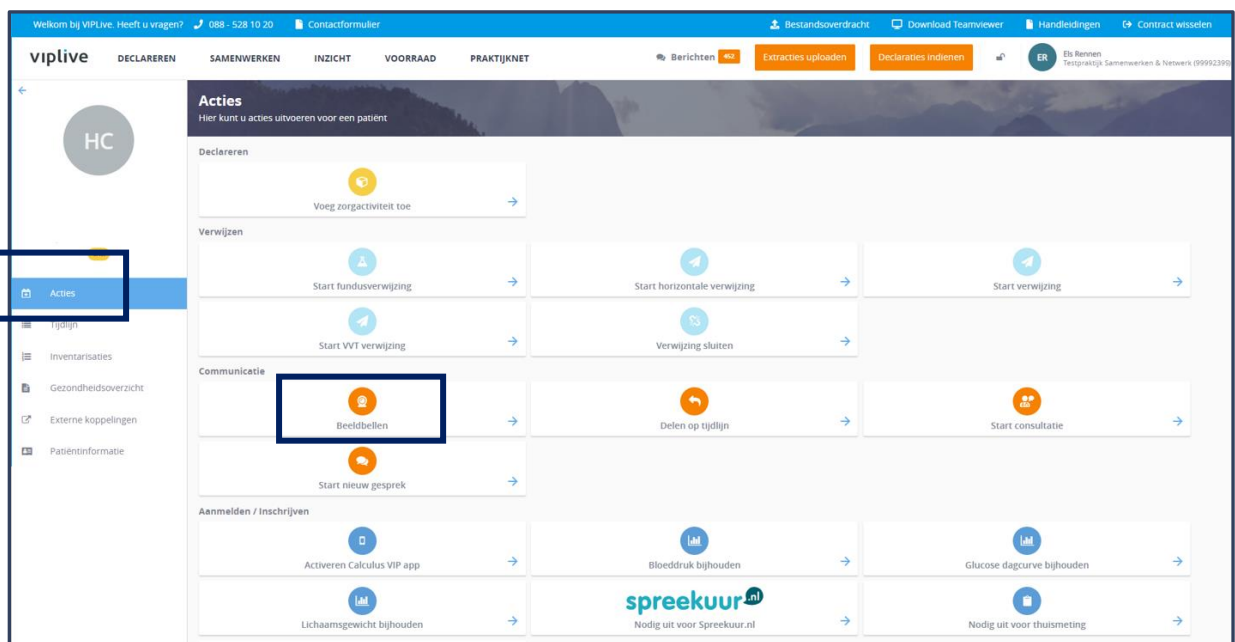 Welkom bij VIPLive. Heeft u vragen? 088 - 528 10 20 Contactformulier Bestandsoverdracht Download Teamviewer Handleidingen Contract wisselen
viplive DECLAREREN SAMENWERKEN INZICHT VOORRAAD PRAKTIJKNET Berichten 452 Extracties uploaden Declaraties indienen ER Els Rennen
Testpraktijk Samenwerken & Netwerk (99992399)
HC
Acties
Tijdlijn
Inventarisaties
Gezondheidsoverzicht
Externe koppelingen
Patiëntinformatie
Acties
Hier kunt u acties uitvoeren voor een patiënt
Declareren
Voeg zorgactiviteit toe
Verwijzen
Start fundusverwijzing Start horizontale verwijzing Start verwijzing
Start VVT verwijzing Verwijzing sluiten
Communicatie
Beeldbellen Delen op tijdlijn Start consultatie
Start nieuw gesprek
Aanmelden / Inschrijven
Activeren Calculus VIP app Bloeddruk bijhouden Glucose dagcurve bijhouden
spreekuur.nl
Lichaamsgewicht bijhouden Nodig uit voor Spreekuur.nl Nodig uit voor thuismeting